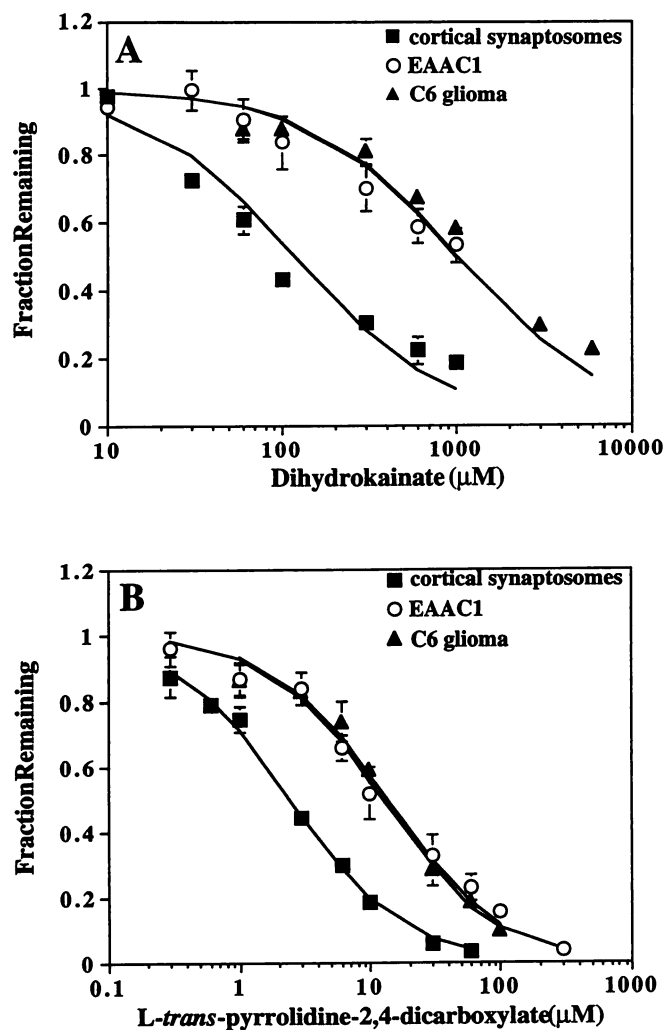 A
1.2
1
0.8
0.6
0.4
0.2
0
FractionRemaining
cortical synaptosomes
EAAC1
C6 glioma
10 100 1000 10000
Dihydrokainate (μM)
B
1.2
1
0.8
0.6
0.4
0.2
0
FractionRemaining
cortical synaptosomes
EAAC1
C6 glioma
0.1 1 10 100 1000
L-trans-pyrrolidine-2,4-dicarboxylate(μM)